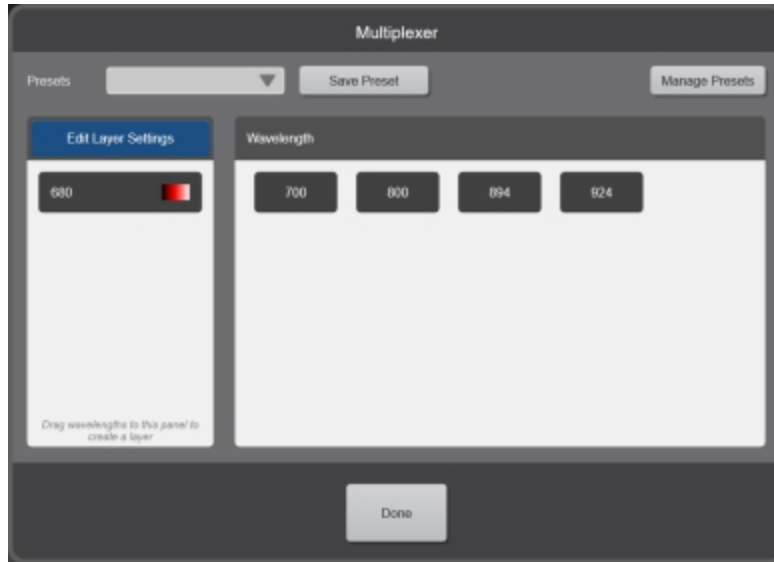 Multiplexer
Presets
Save Preset
Manage Presets
Edit Layer Settings
Wavelength
680
700
800
894
924
Drag wavelengths to this panel to
create a layer
Done